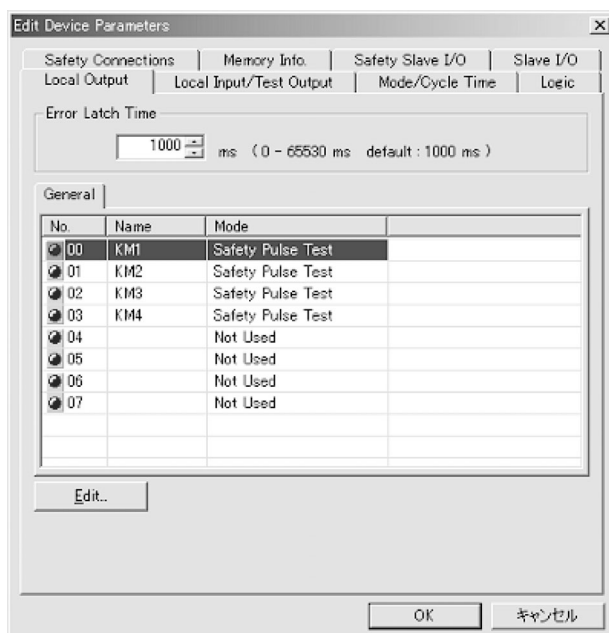 Edit Device Parameters
Safety Connections Memory Info. Safety Slave I/O Slave I/O
Local Output Local Input/Test Output Mode/Cycle Time Logic
Error Latch Time
1000 ms ( 0 - 65530 ms default : 1000 ms )
General
No. Name Mode
00 KM1 Safety Pulse Test
01 KM2 Safety Pulse Test
02 KM3 Safety Pulse Test
03 KM4 Safety Pulse Test
04 Not Used
05 Not Used
06 Not Used
07 Not Used
Edit..
OK キャンセル